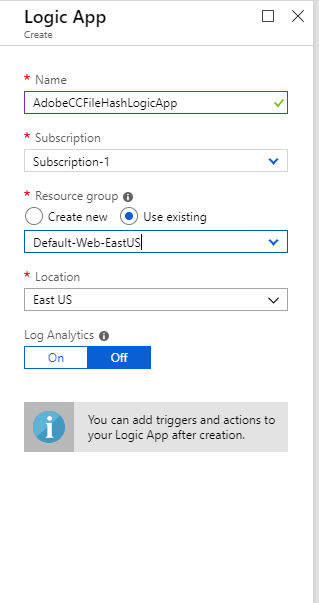 Logic App
Create
* Name
AdobeCCFileHashLogicApp
* Subscription
Subscription-1
* Resource group
Create new Use existing
Default-Web-EastUS
* Location
East US
Log Analytics
On Off
You can add triggers and actions to
your Logic App after creation.